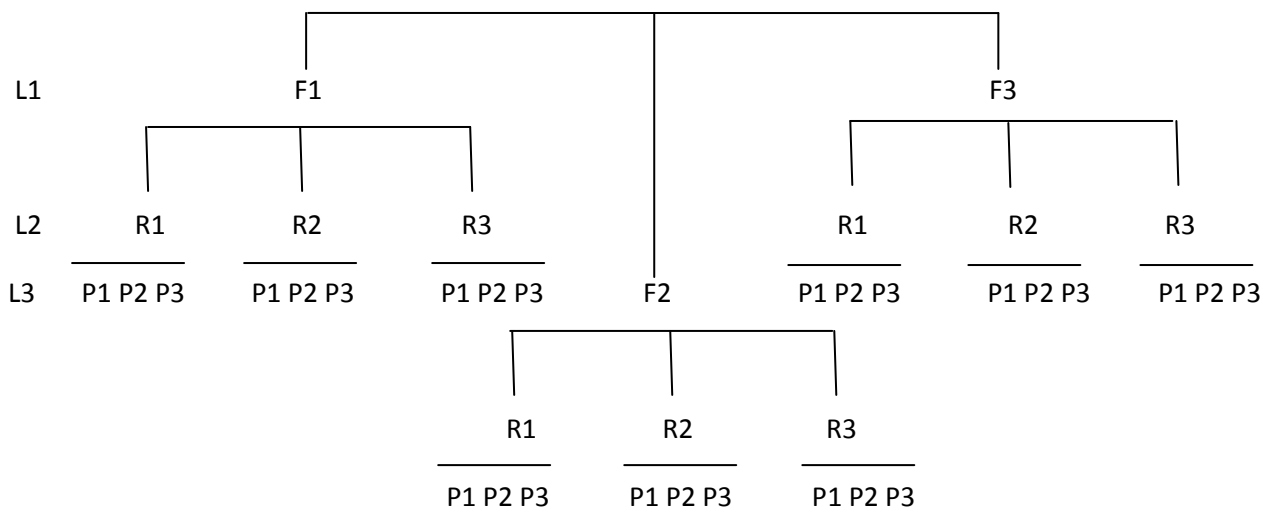 L1 F1 F3
L2 R1 R2 R3 R1 R2 R3
L3 P1 P2 P3 P1 P2 P3 P1 P2 P3 F2 P1 P2 P3 P1 P2 P3 P1 P2 P3
R1 R2 R3
P1 P2 P3 P1 P2 P3 P1 P2 P3